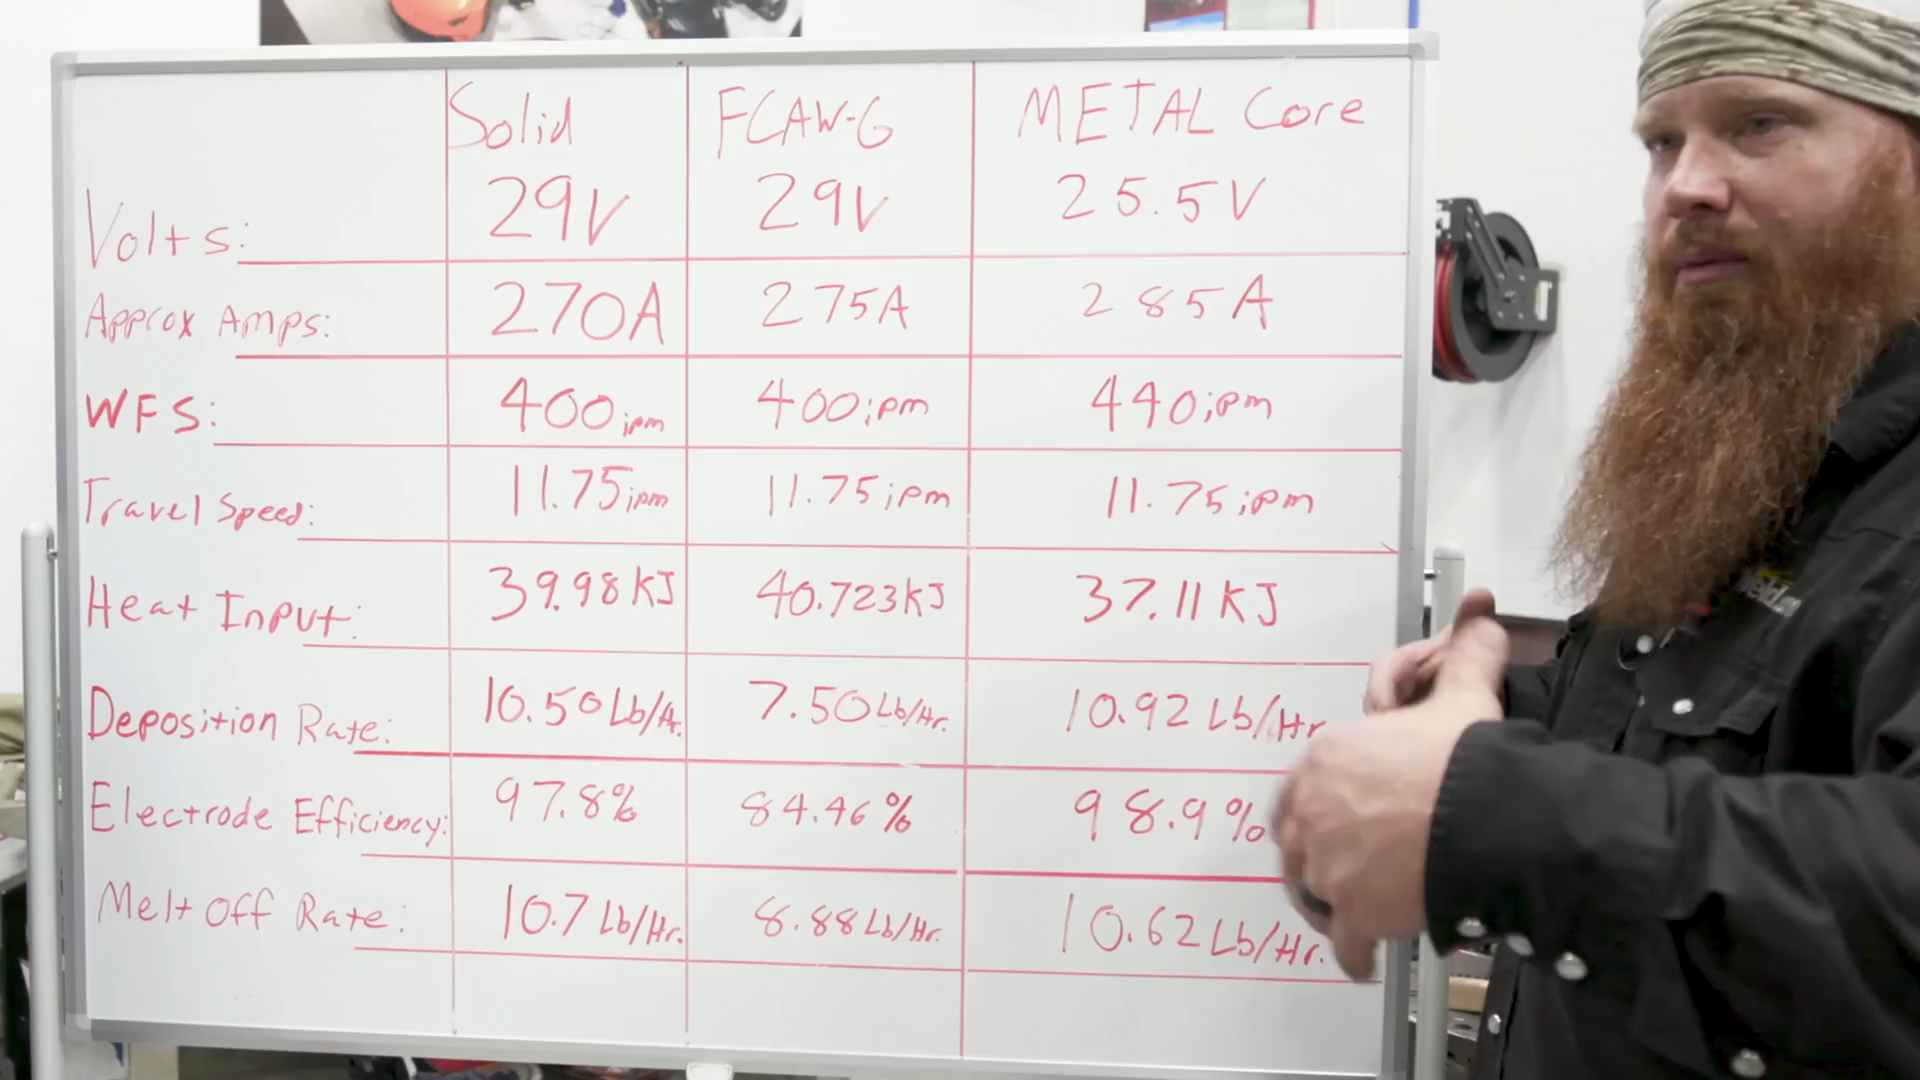 Solid FCAW-G METAL Core
Volts: 29V 29V 25.5V
Approx Amps: 270A 275A 285A
WFS: 400ipm 400ipm 440ipm
Travel Speed: 11.75ipm 11.75ipm 11.75ipm
Heat Input: 39.98KJ 40.723KJ 37.11KJ
Deposition Rate: 10.50Lb/Hr. 7.50Lb/Hr. 10.92Lb/Hr
Electrode Efficiency: 97.8% 84.46% 98.9%
Melt Off Rate: 10.7Lb/Hr. 8.88Lb/Hr. 10.62Lb/Hr.